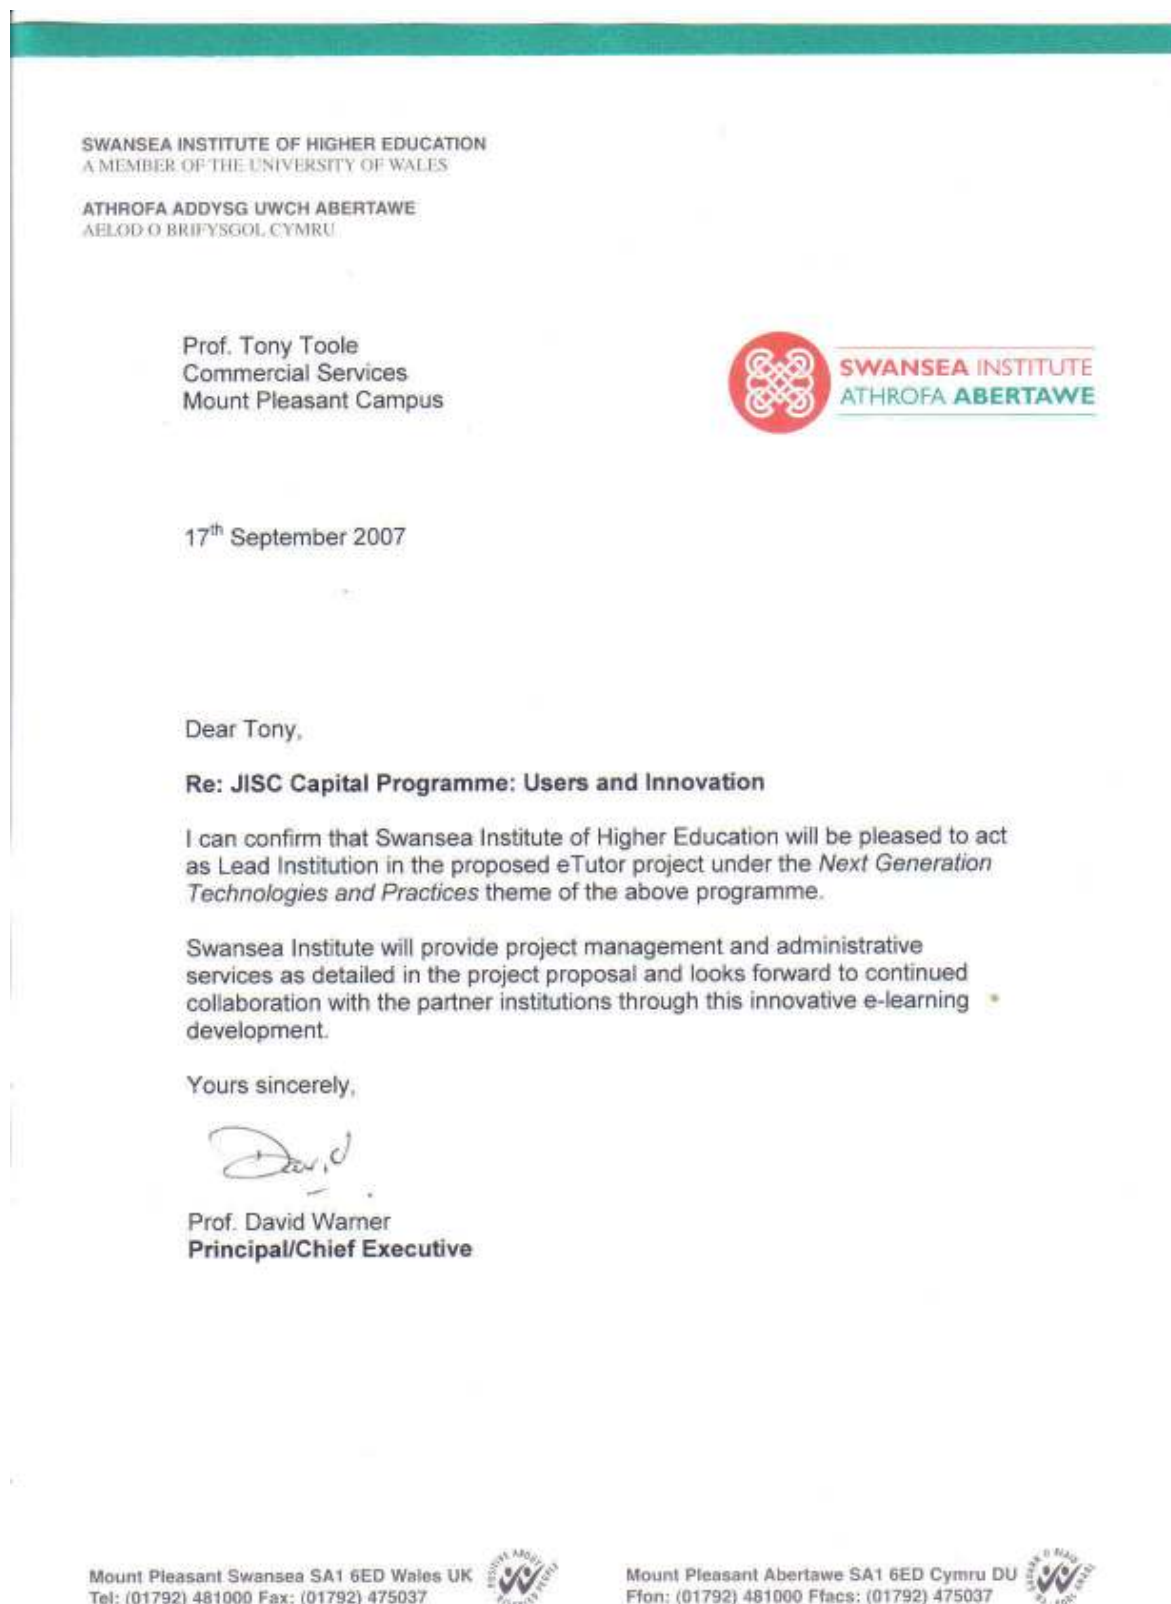 SWANSEA INSTITUTE OF HIGHER EDUCATION
A MEMBER OF THE UNIVERSITY OF WALES
ATHROFA ADDYSG UWCH ABERTAWE
AELOD O BRIFYSGOL CYMRU
Prof. Tony Toole
Commercial Services
Mount Pleasant Campus
SWANSEA INSTITUTE
ATHROFA ABERTAWE
17th September 2007
Dear Tony,
Re: JISC Capital Programme: Users and Innovation
I can confirm that Swansea Institute of Higher Education will be pleased to act
as Lead Institution in the proposed eTutor project under the Next Generation
Technologies and Practices theme of the above programme.
Swansea Institute will provide project management and administrative
services as detailed in the project proposal and looks forward to continued
collaboration with the partner institutions through this innovative e-learning
development.
Yours sincerely,
David
Prof. David Warner
Principal/Chief Executive
Mount Pleasant Swansea SA1 6ED Wales UK
Tel: (01792) 481000 Fax: (01792) 475037
POSITIVE ABOUT
PEOPLE
Mount Pleasant Abertawe SA1 6ED Cymru DU
Ffon: (01792) 481000 Ffacs: (01792) 475037